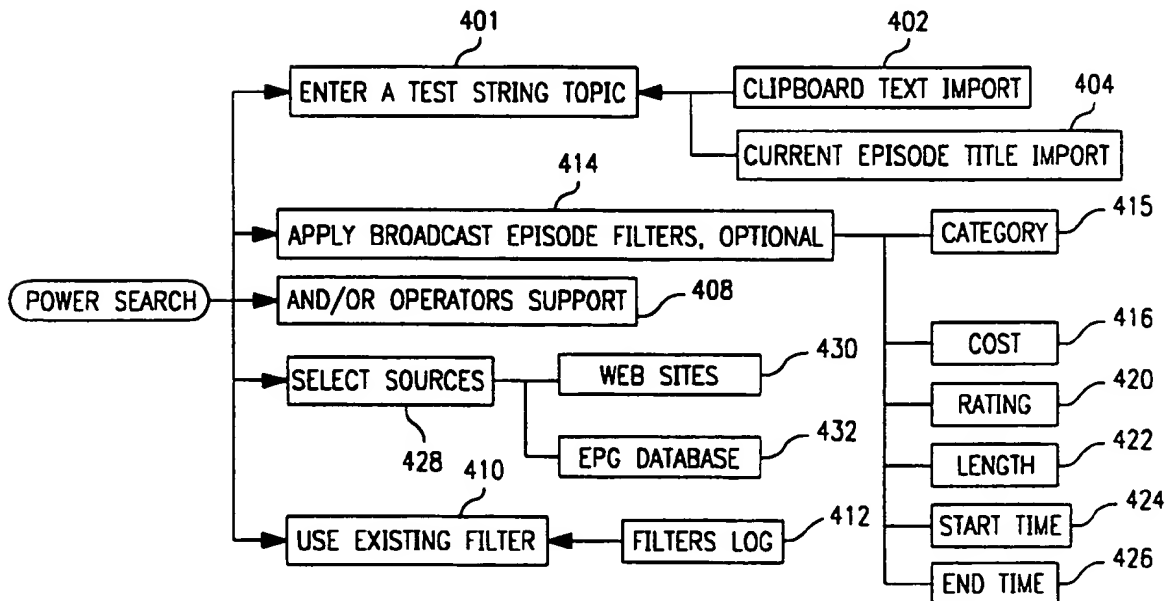 401
402
ENTER A TEST STRING TOPIC
CLIPBOARD TEXT IMPORT
404
CURRENT EPISODE TITLE IMPORT
414
415
APPLY BROADCAST EPISODE FILTERS, OPTIONAL
CATEGORY
POWER SEARCH
AND/OR OPERATORS SUPPORT
408
416
COST
SELECT SOURCES
WEB SITES
430
420
RATING
428
EPG DATABASE
432
422
LENGTH
410
412
424
START TIME
USE EXISTING FILTER
FILTERS LOG
426
END TIME